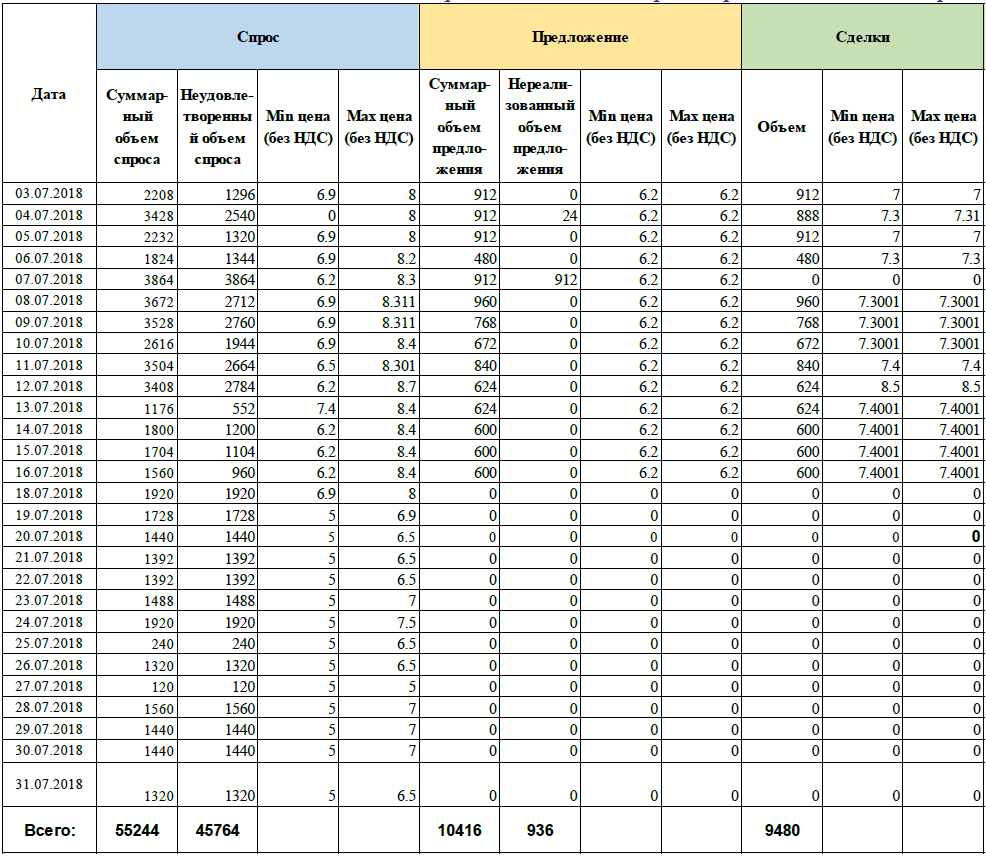 Спрос Предложение Сделки
Дата
Суммар-
ный
объем
спроса
Неудовле-
творенны
й объем
спроса
Min цена
(без НДС)
Max цена
(без НДС)
Суммар-
ный
объем
предло-
жения
Нереали-
зованный
объем
предло-
жения
Min цена
(без НДС)
Max цена
(без НДС)
Объем
Min цена
(без НДС)
Max цена
(без НДС)
03.07.2018 2208 1296 6.9 8 912 0 6.2 6.2 912 7 7
04.07.2018 3428 2540 0 8 912 24 6.2 6.2 888 7.3 7.31
05.07.2018 2232 1320 6.9 8 912 0 6.2 6.2 912 7 7
06.07.2018 1824 1344 6.9 8.2 480 0 6.2 6.2 480 7.3 7.3
07.07.2018 3864 3864 6.2 8.3 912 912 6.2 6.2 0 0 0
08.07.2018 3672 2712 6.9 8.311 960 0 6.2 6.2 960 7.3001 7.3001
09.07.2018 3528 2760 6.9 8.311 768 0 6.2 6.2 768 7.3001 7.3001
10.07.2018 2616 1944 6.9 8.4 672 0 6.2 6.2 672 7.3001 7.3001
11.07.2018 3504 2664 6.5 8.301 840 0 6.2 6.2 840 7.4 7.4
12.07.2018 3408 2784 6.2 8.7 624 0 6.2 6.2 624 8.5 8.5
13.07.2018 1176 552 7.4 8.4 624 0 6.2 6.2 624 7.4001 7.4001
14.07.2018 1800 1200 6.2 8.4 600 0 6.2 6.2 600 7.4001 7.4001
15.07.2018 1704 1104 6.2 8.4 600 0 6.2 6.2 600 7.4001 7.4001
16.07.2018 1560 960 6.2 8.4 600 0 6.2 6.2 600 7.4001 7.4001
18.07.2018 1920 1920 6.9 8 0 0 0 0 0 0 0
19.07.2018 1728 1728 5 6.9 0 0 0 0 0 0 0
20.07.2018 1440 1440 5 6.5 0 0 0 0 0 0 0
21.07.2018 1392 1392 5 6.5 0 0 0 0 0 0 0
22.07.2018 1392 1392 5 6.5 0 0 0 0 0 0 0
23.07.2018 1488 1488 5 7 0 0 0 0 0 0 0
24.07.2018 1920 1920 5 7.5 0 0 0 0 0 0 0
25.07.2018 240 240 5 6.5 0 0 0 0 0 0 0
26.07.2018 1320 1320 5 6.5 0 0 0 0 0 0 0
27.07.2018 120 120 5 5 0 0 0 0 0 0 0
28.07.2018 1560 1560 5 7 0 0 0 0 0 0 0
29.07.2018 1440 1440 5 7 0 0 0 0 0 0 0
30.07.2018 1440 1440 5 7 0 0 0 0 0 0 0
31.07.2018 1320 1320 5 6.5 0 0 0 0 0 0 0
Всего: 55244 45764 10416 936 9480